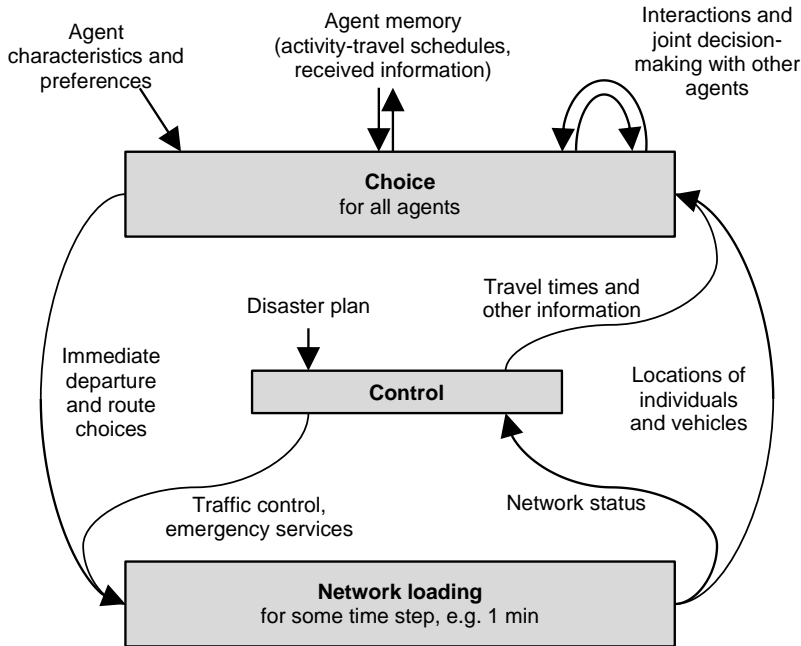 Agent
characteristics and
preferences
Agent memory
(activity-travel schedules,
received information)
Interactions and
joint decision-
making with other
agents
Choice
for all agents
Travel times and
other information
Disaster plan
Immediate
departure
and route
choices
Control
Locations of
individuals
and vehicles
Traffic control,
emergency services
Network status
Network loading
for some time step, e.g. 1 min